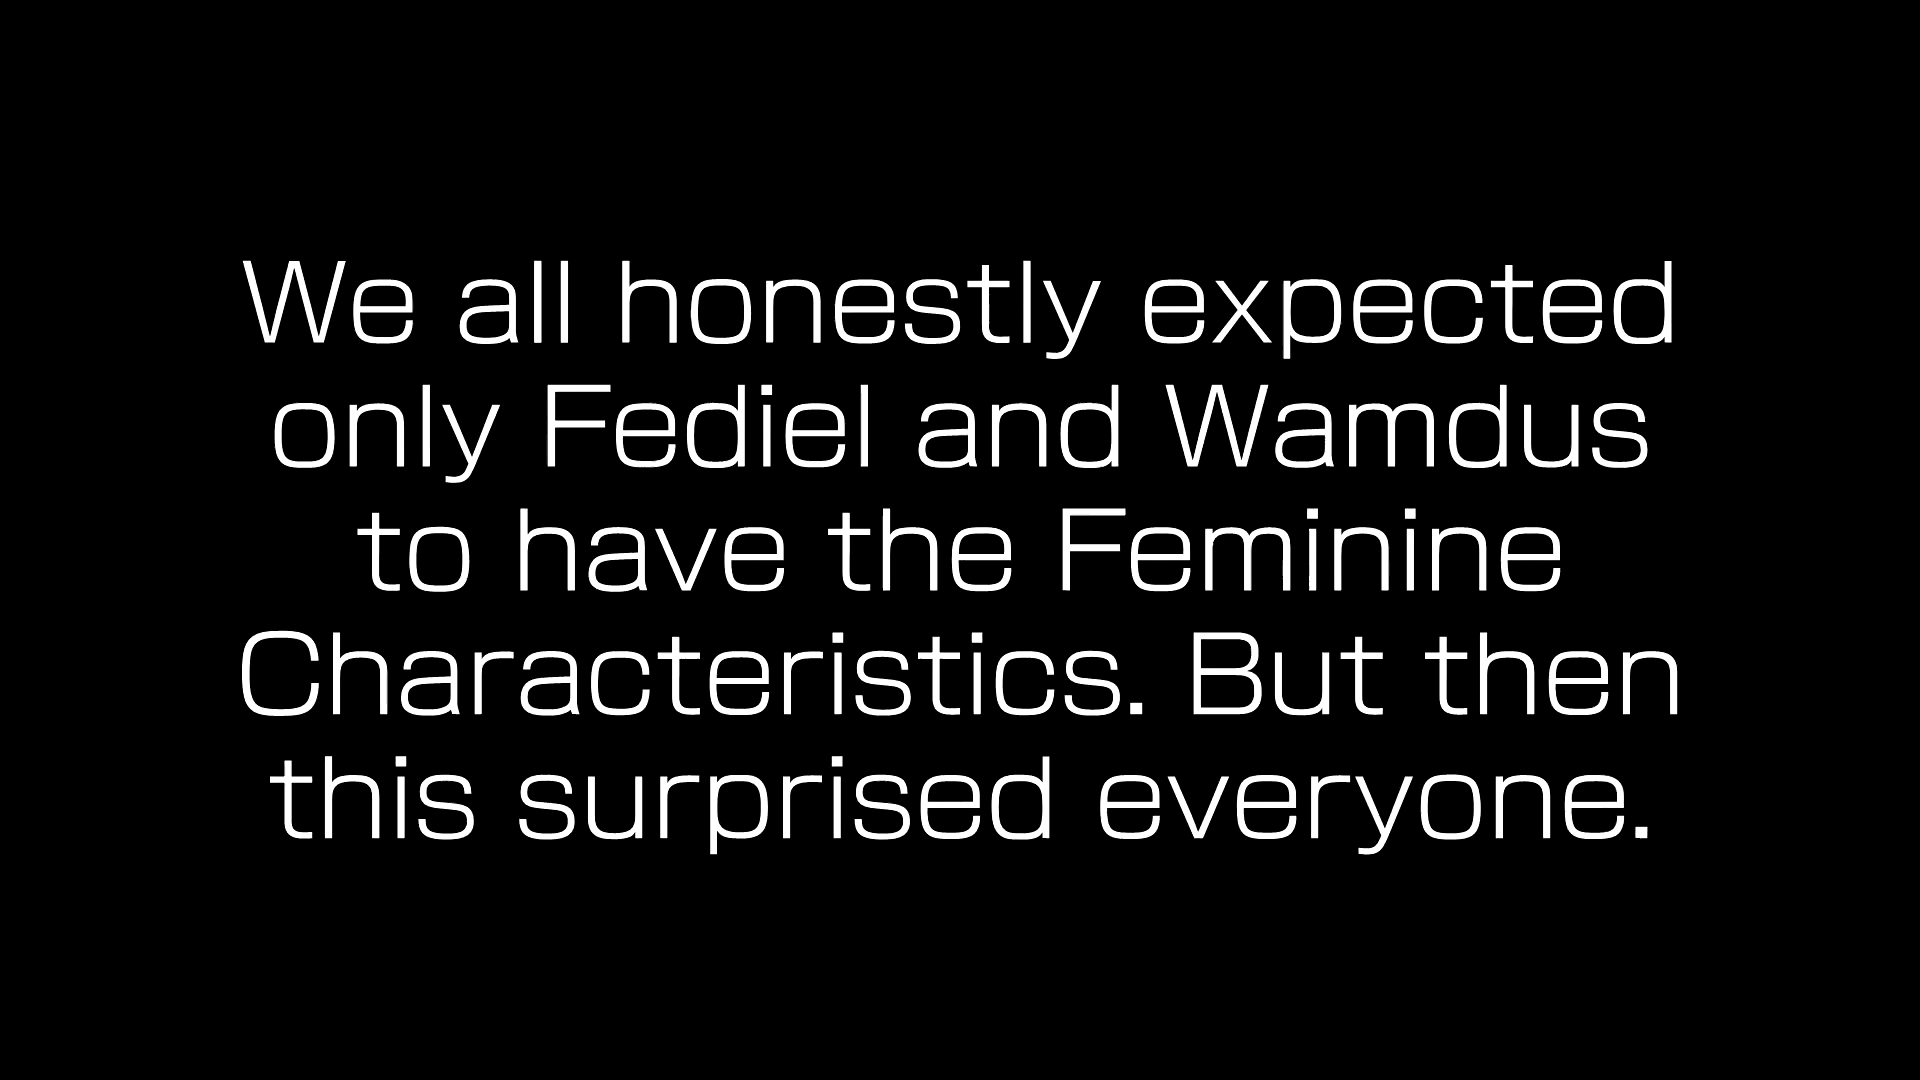 We all honestly expected
only Fediel and Wamdus
to have the Feminine
Characteristics. But then
this surprised everyone.